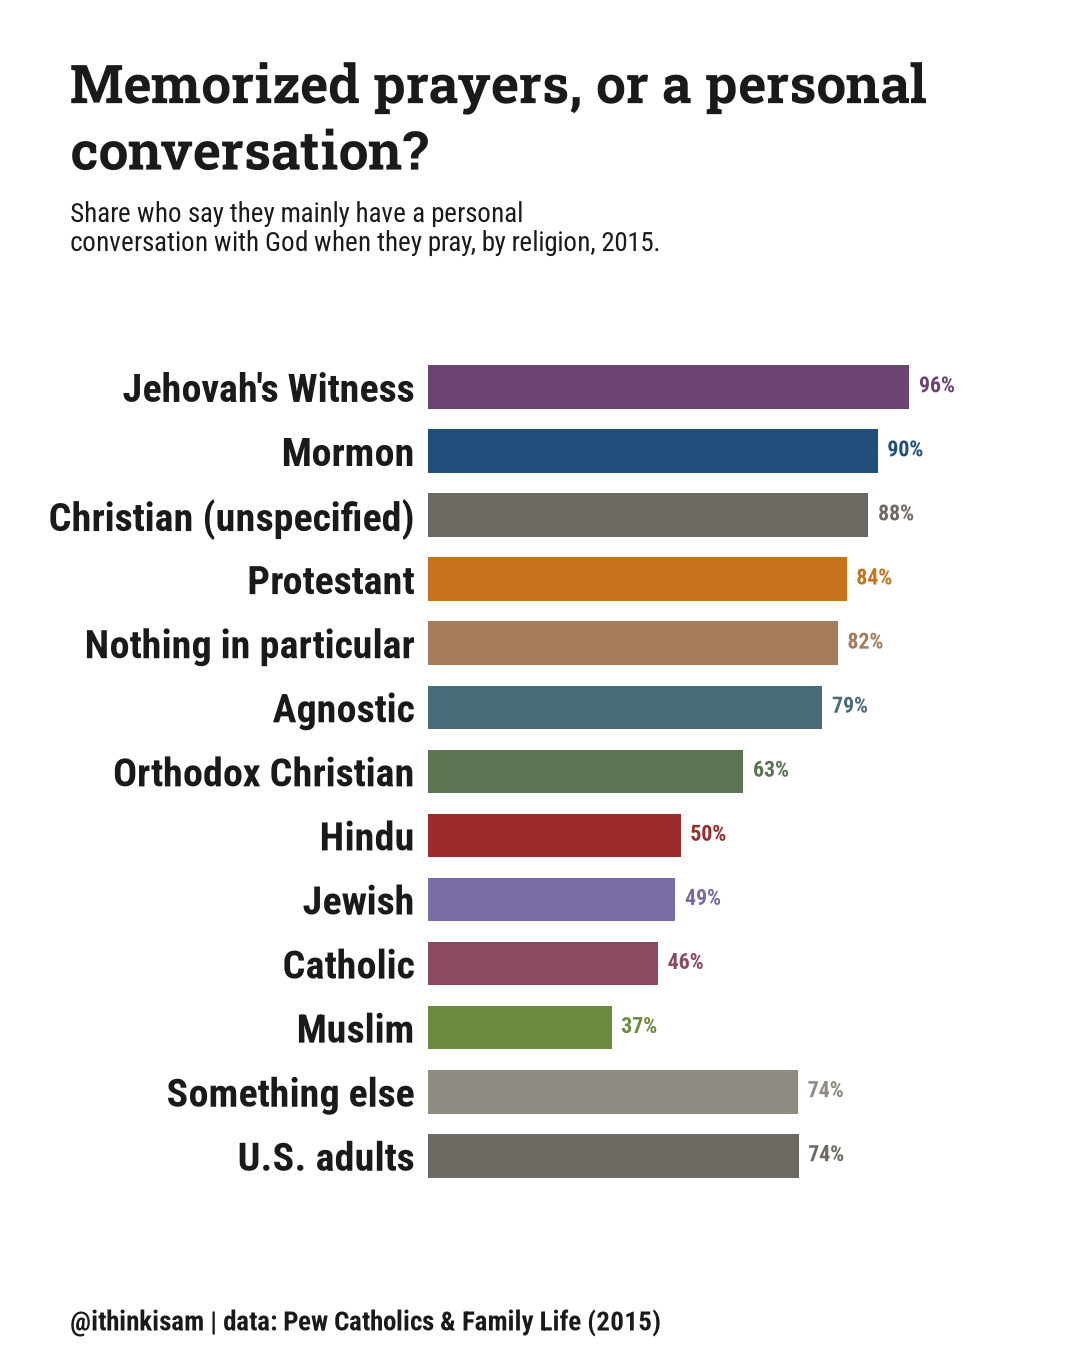 Memorized prayers, or a personal
conversation?
Share who say they mainly have a personal
conversation with God when they pray, by religion, 2015.
Jehovah's Witness 96%
Mormon 90%
Christian (unspecified) 88%
Protestant 84%
Nothing in particular 82%
Agnostic 79%
Orthodox Christian 63%
Hindu 50%
Jewish 49%
Catholic 46%
Muslim 37%
Something else 74%
U.S. adults 74%
@ithinkisam | data: Pew Catholics & Family Life (2015)